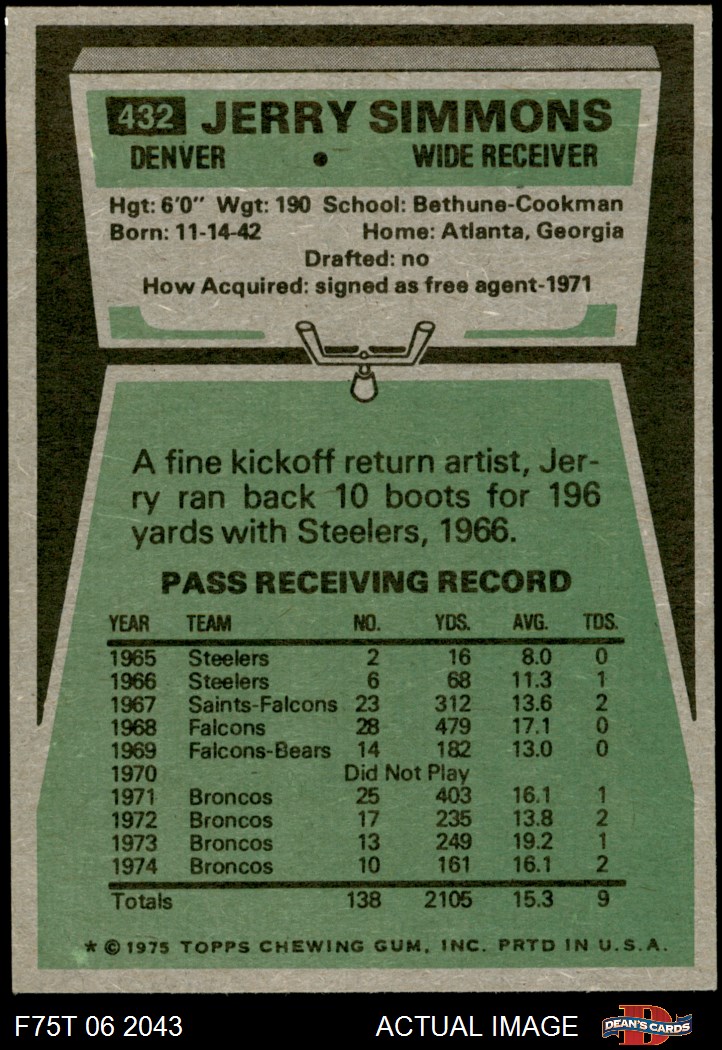 432 JERRY SIMMONS
DENVER • WIDE RECEIVER
Hgt: 6'0" Wgt: 190 School: Bethune-Cookman
Born: 11-14-42 Home: Atlanta, Georgia
Drafted: no
How Acquired: signed as free agent-1971
A fine kickoff return artist, Jer-
ry ran back 10 boots for 196
yards with Steelers, 1966.
PASS RECEIVING RECORD
YEAR TEAM NO. YDS. AVG. TDS.
1965 Steelers 2 16 8.0 0
1966 Steelers 6 68 11.3 1
1967 Saints-Falcons 23 312 13.6 2
1968 Falcons 28 479 17.1 0
1969 Falcons-Bears 14 182 13.0 0
1970 Did Not Play
1971 Broncos 25 403 16.1 1
1972 Broncos 17 235 13.8 2
1973 Broncos 13 249 19.2 1
1974 Broncos 10 161 16.1 2
Totals 138 2105 15.3 9
* © 1975 TOPPS CHEWING GUM, INC. PRTD IN U.S.A.
F75T 06 2043 ACTUAL IMAGE D DEAN'S CARDS